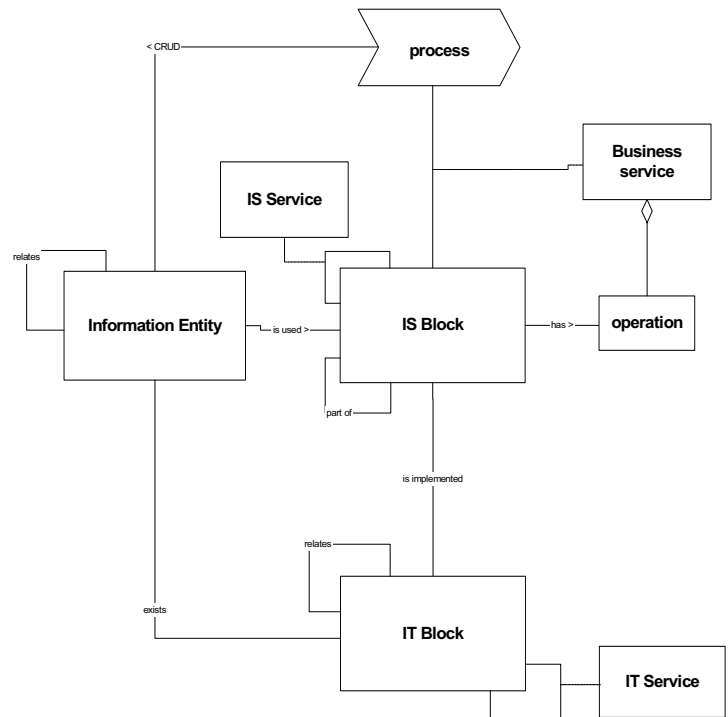 < CRUD
process
Business
service
IS Service
relates
Information Entity
is used >
IS Block
has >
operation
part of
is implemented
relates
exists
IT Block
IT Service